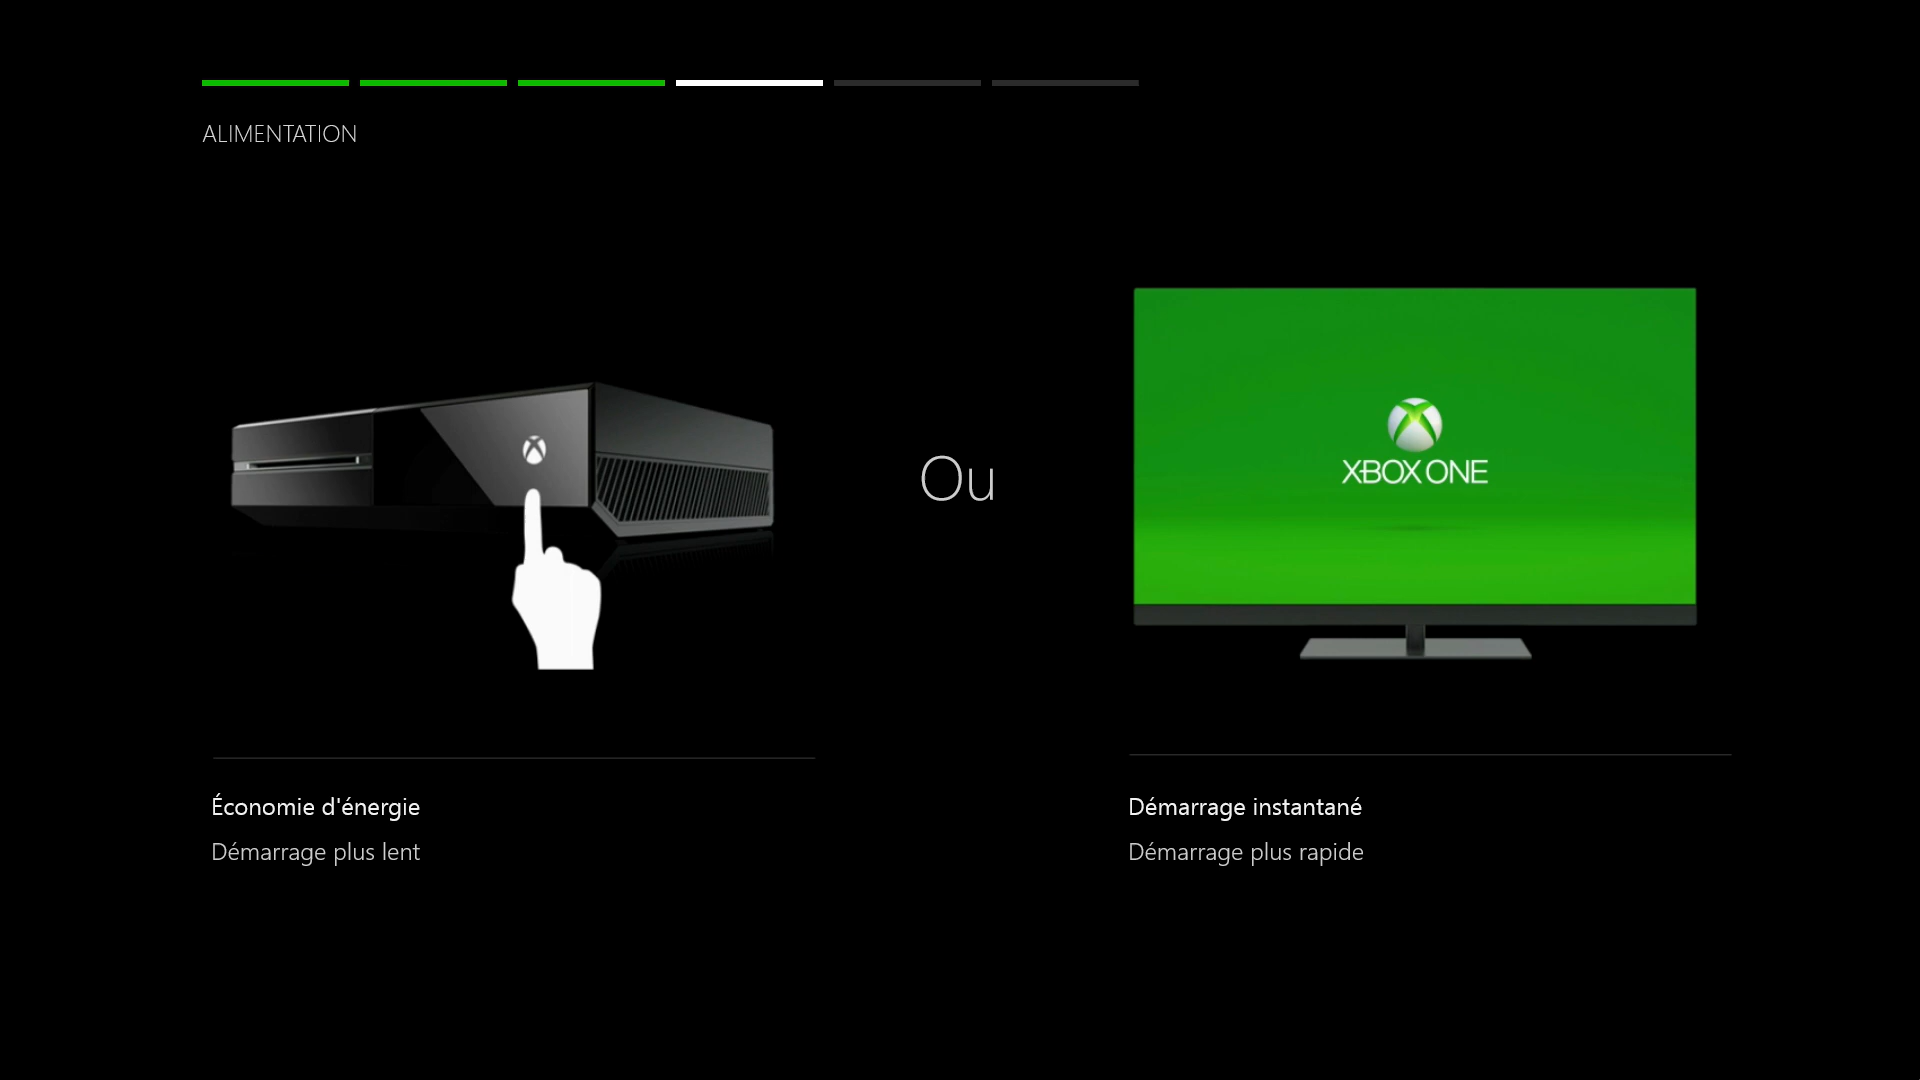 ALIMENTATION
Ou
XBOX ONE
Économie d'énergie
Démarrage plus lent
Démarrage instantané
Démarrage plus rapide